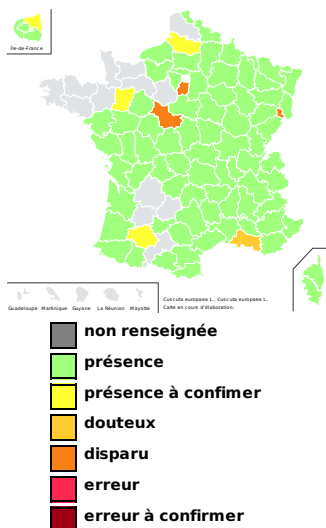 Île-de-France
Guadeloupe Martinique Guyane La Réunion Mayotte
Cuscuta europaea L., Cuscuta europaea L.
Carte en cours d'élaboration.
non renseignée
présence
présence à confimer
douteux
disparu
erreur
erreur à confirmer